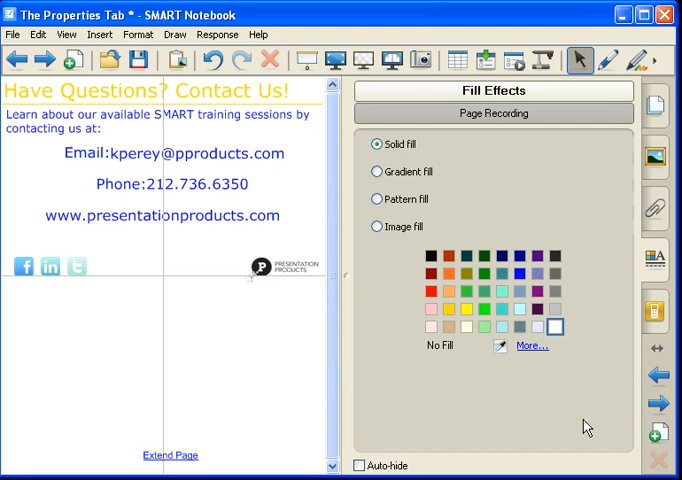 The Properties Tab * - SMART Notebook
File Edit View Insert Format Draw Response Help
Have Questions? Contact Us!
Learn about our available SMART training sessions by
contacting us at:
Email:kperey@pproducts.com
Phone:212.736.6350
www.presentationproducts.com
f in t P PRESENTATION
PRODUCTS
Extend Page
Fill Effects
Page Recording
Solid fill
Gradient fill
Pattern fill
Image fill
No Fill More...
Auto-hide